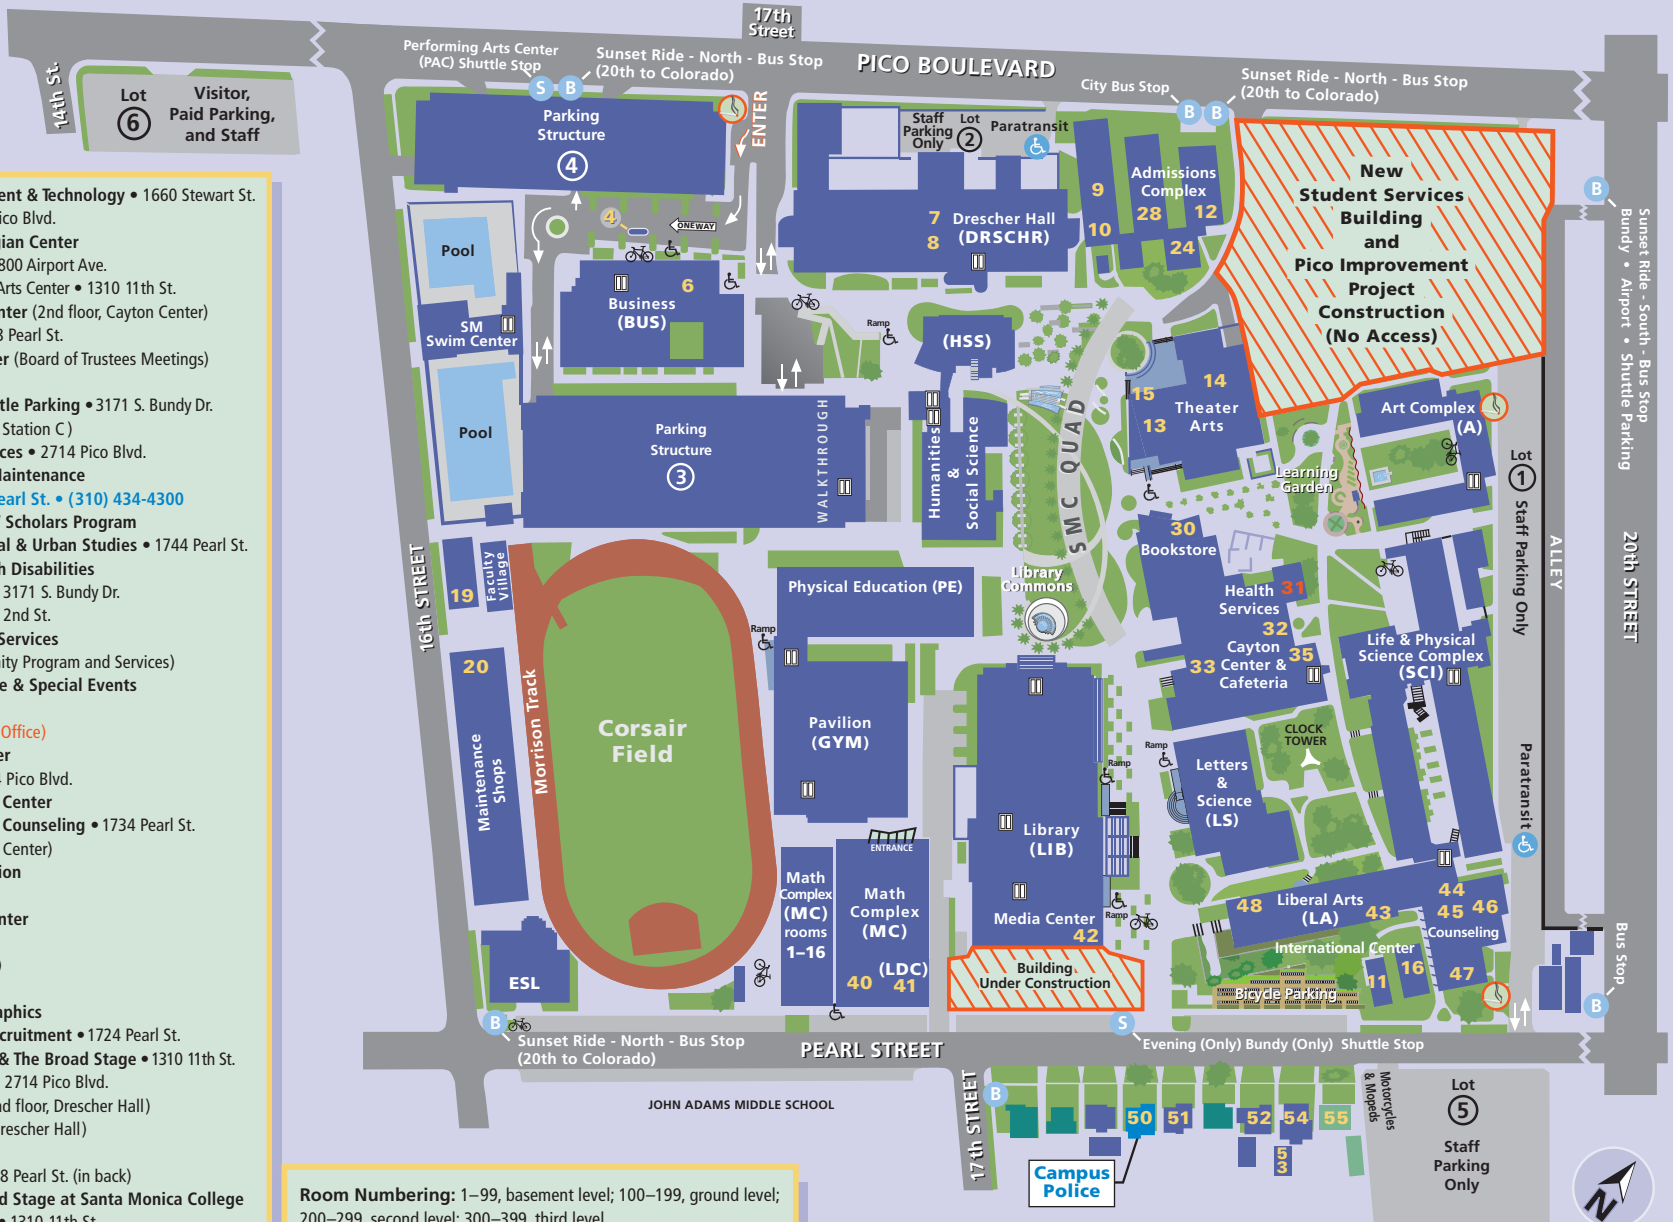 17th
Street
PICO BOULEVARD
14th St.
Lot
6
Visitor,
Paid Parking,
and Staff
Performing Arts Center
(PAC) Shuttle Stop
S
B
Sunset Ride - North - Bus Stop
(20th to Colorado)
ENTER
Parking
Structure
4
4
ONEWAY
City Bus Stop
B
B
Sunset Ride - North - Bus Stop
(20th to Colorado)
Staff
Parking
Only
Lot
2
Paratransit
7
8
Drescher Hall
(DRSCHR)
9
10
Admissions
Complex
28
12
24
New
Student Services
Building
and
Pico Improvement
Project
Construction
(No Access)
B
Sunset Ride - South - Bus Stop
Bundy • Airport • Shuttle Parking
Pool
SM
Swim Center
Pool
6
Business
(BUS)
Ramp
(HSS)
Humanities
&
Social Science
SMC QUAD
15
14
13
Theater
Arts
Learning
Garden
Art Complex
(A)
Lot
1
Staff Parking Only
ALLEY
20th STREET
Parking
Structure
3
WALKTHROUGH
16th STREET
19
Faculty
Village
20
Maintenance
Shops
Morrison Track
Corsair
Field
ESL
Physical Education (PE)
Ramp
Pavilion
(GYM)
ENTRANCE
Math
Complex
(MC)
rooms
1–16
Math
Complex
(MC)
(LDC)
40
41
Library
Commons
Library
(LIB)
Media Center
42
Ramp
Ramp
Ramp
Building
Under Construction
30
Bookstore
Health
Services
31
32
Cayton
Center &
Cafeteria
33
35
Life & Physical
Science Complex
(SCI)
CLOCK
TOWER
Letters
&
Science
(LS)
Paratransit
48
Liberal Arts
(LA)
43
44
45
46
Counseling
47
International Center
11
16
Bicycle Parking
Bus Stop
B
B
Sunset Ride - North - Bus Stop
(20th to Colorado)
PEARL STREET
S
Evening (Only) Bundy (Only) Shuttle Stop
JOHN ADAMS MIDDLE SCHOOL
17th STREET
B
50
51
52
54
55
53
Campus
Police
Motorcycles
& Mopeds
Lot
5
Staff
Parking
Only
N
ent & Technology • 1660 Stewart St.
ico Blvd.
gian Center
800 Airport Ave.
Arts Center • 1310 11th St.
nter (2nd floor, Cayton Center)
8 Pearl St.
er (Board of Trustees Meetings)
tle Parking • 3171 S. Bundy Dr.
Station C)
ces • 2714 Pico Blvd.
Maintenance
earl St. • (310) 434-4300
Scholars Program
al & Urban Studies • 1744 Pearl St.
h Disabilities
3171 S. Bundy Dr.
2nd St.
Services
ity Program and Services)
e & Special Events
Office)
er
Pico Blvd.
Center
Counseling • 1734 Pearl St.
Center)
ion
nter
)
aphics
cruitment • 1724 Pearl St.
& The Broad Stage • 1310 11th St.
2714 Pico Blvd.
nd floor, Drescher Hall)
rescher Hall)
8 Pearl St. (in back)
d Stage at Santa Monica College
• 1310 11th St.
Room Numbering: 1–99, basement level; 100–199, ground level;
200–299, second level; 300–399, third level